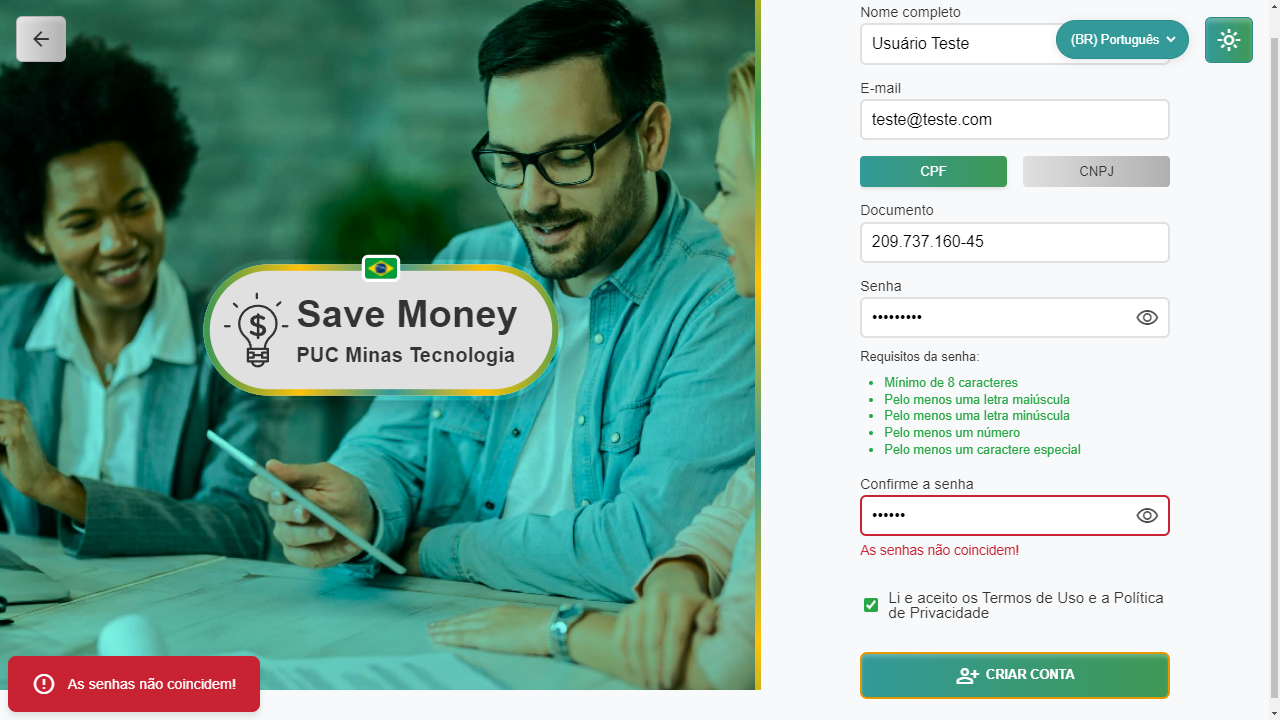 Save Money
PUC Minas Tecnologia
As senhas não coincidem!
(BR) Português
Nome completo
Usuário Teste
E-mail
teste@teste.com
CPF
CNPJ
Documento
209.737.160-45
Senha
•••••••••
Requisitos da senha:
• Mínimo de 8 caracteres
• Pelo menos uma letra maiúscula
• Pelo menos uma letra minúscula
• Pelo menos um número
• Pelo menos um caractere especial
Confirme a senha
••••••
As senhas não coincidem!
Li e aceito os Termos de Uso e a Política
de Privacidade
CRIAR CONTA